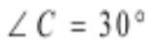 ∠C = 30°